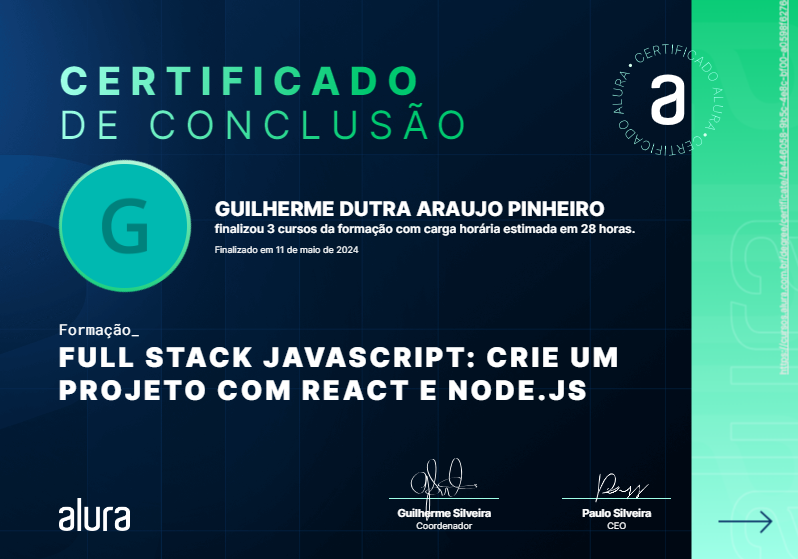 CERTIFICADO
DE CONCLUSÃO
CERTIFICADO ALURA • CERTIFICADO ALURA •
a
G
GUILHERME DUTRA ARAUJO PINHEIRO
finalizou 3 cursos da formação com carga horária estimada em 28 horas.
Finalizado em 11 de maio de 2024
Formação_
FULL STACK JAVASCRIPT: CRIE UM
PROJETO COM REACT E NODE.JS
alura
Guilherme Silveira
Coordenador
Paulo Silveira
CEO